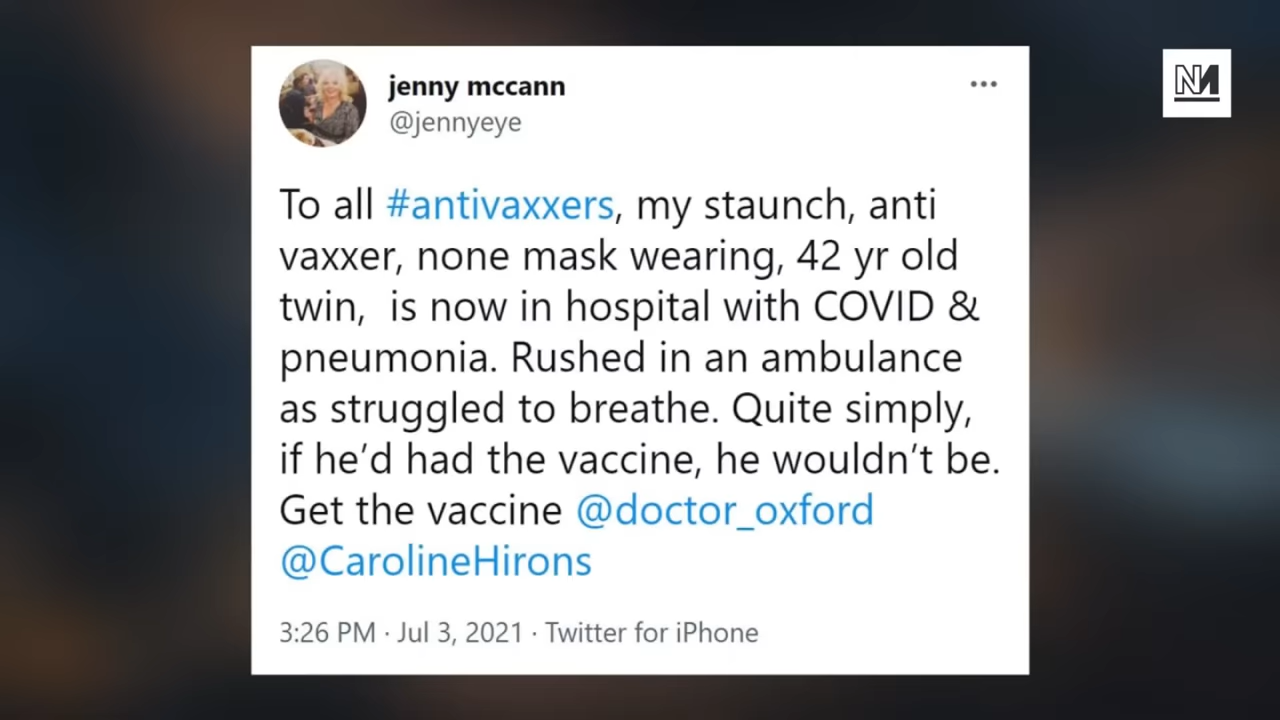 jenny mccann
@jennyeye
To all #antivaxxers, my staunch, anti
vaxxer, none mask wearing, 42 yr old
twin,  is now in hospital with COVID &
pneumonia. Rushed in an ambulance
as struggled to breathe. Quite simply,
if he’d had the vaccine, he wouldn’t be.
Get the vaccine @doctor_oxford
@CarolineHirons
3:26 PM · Jul 3, 2021 · Twitter for iPhone
NM